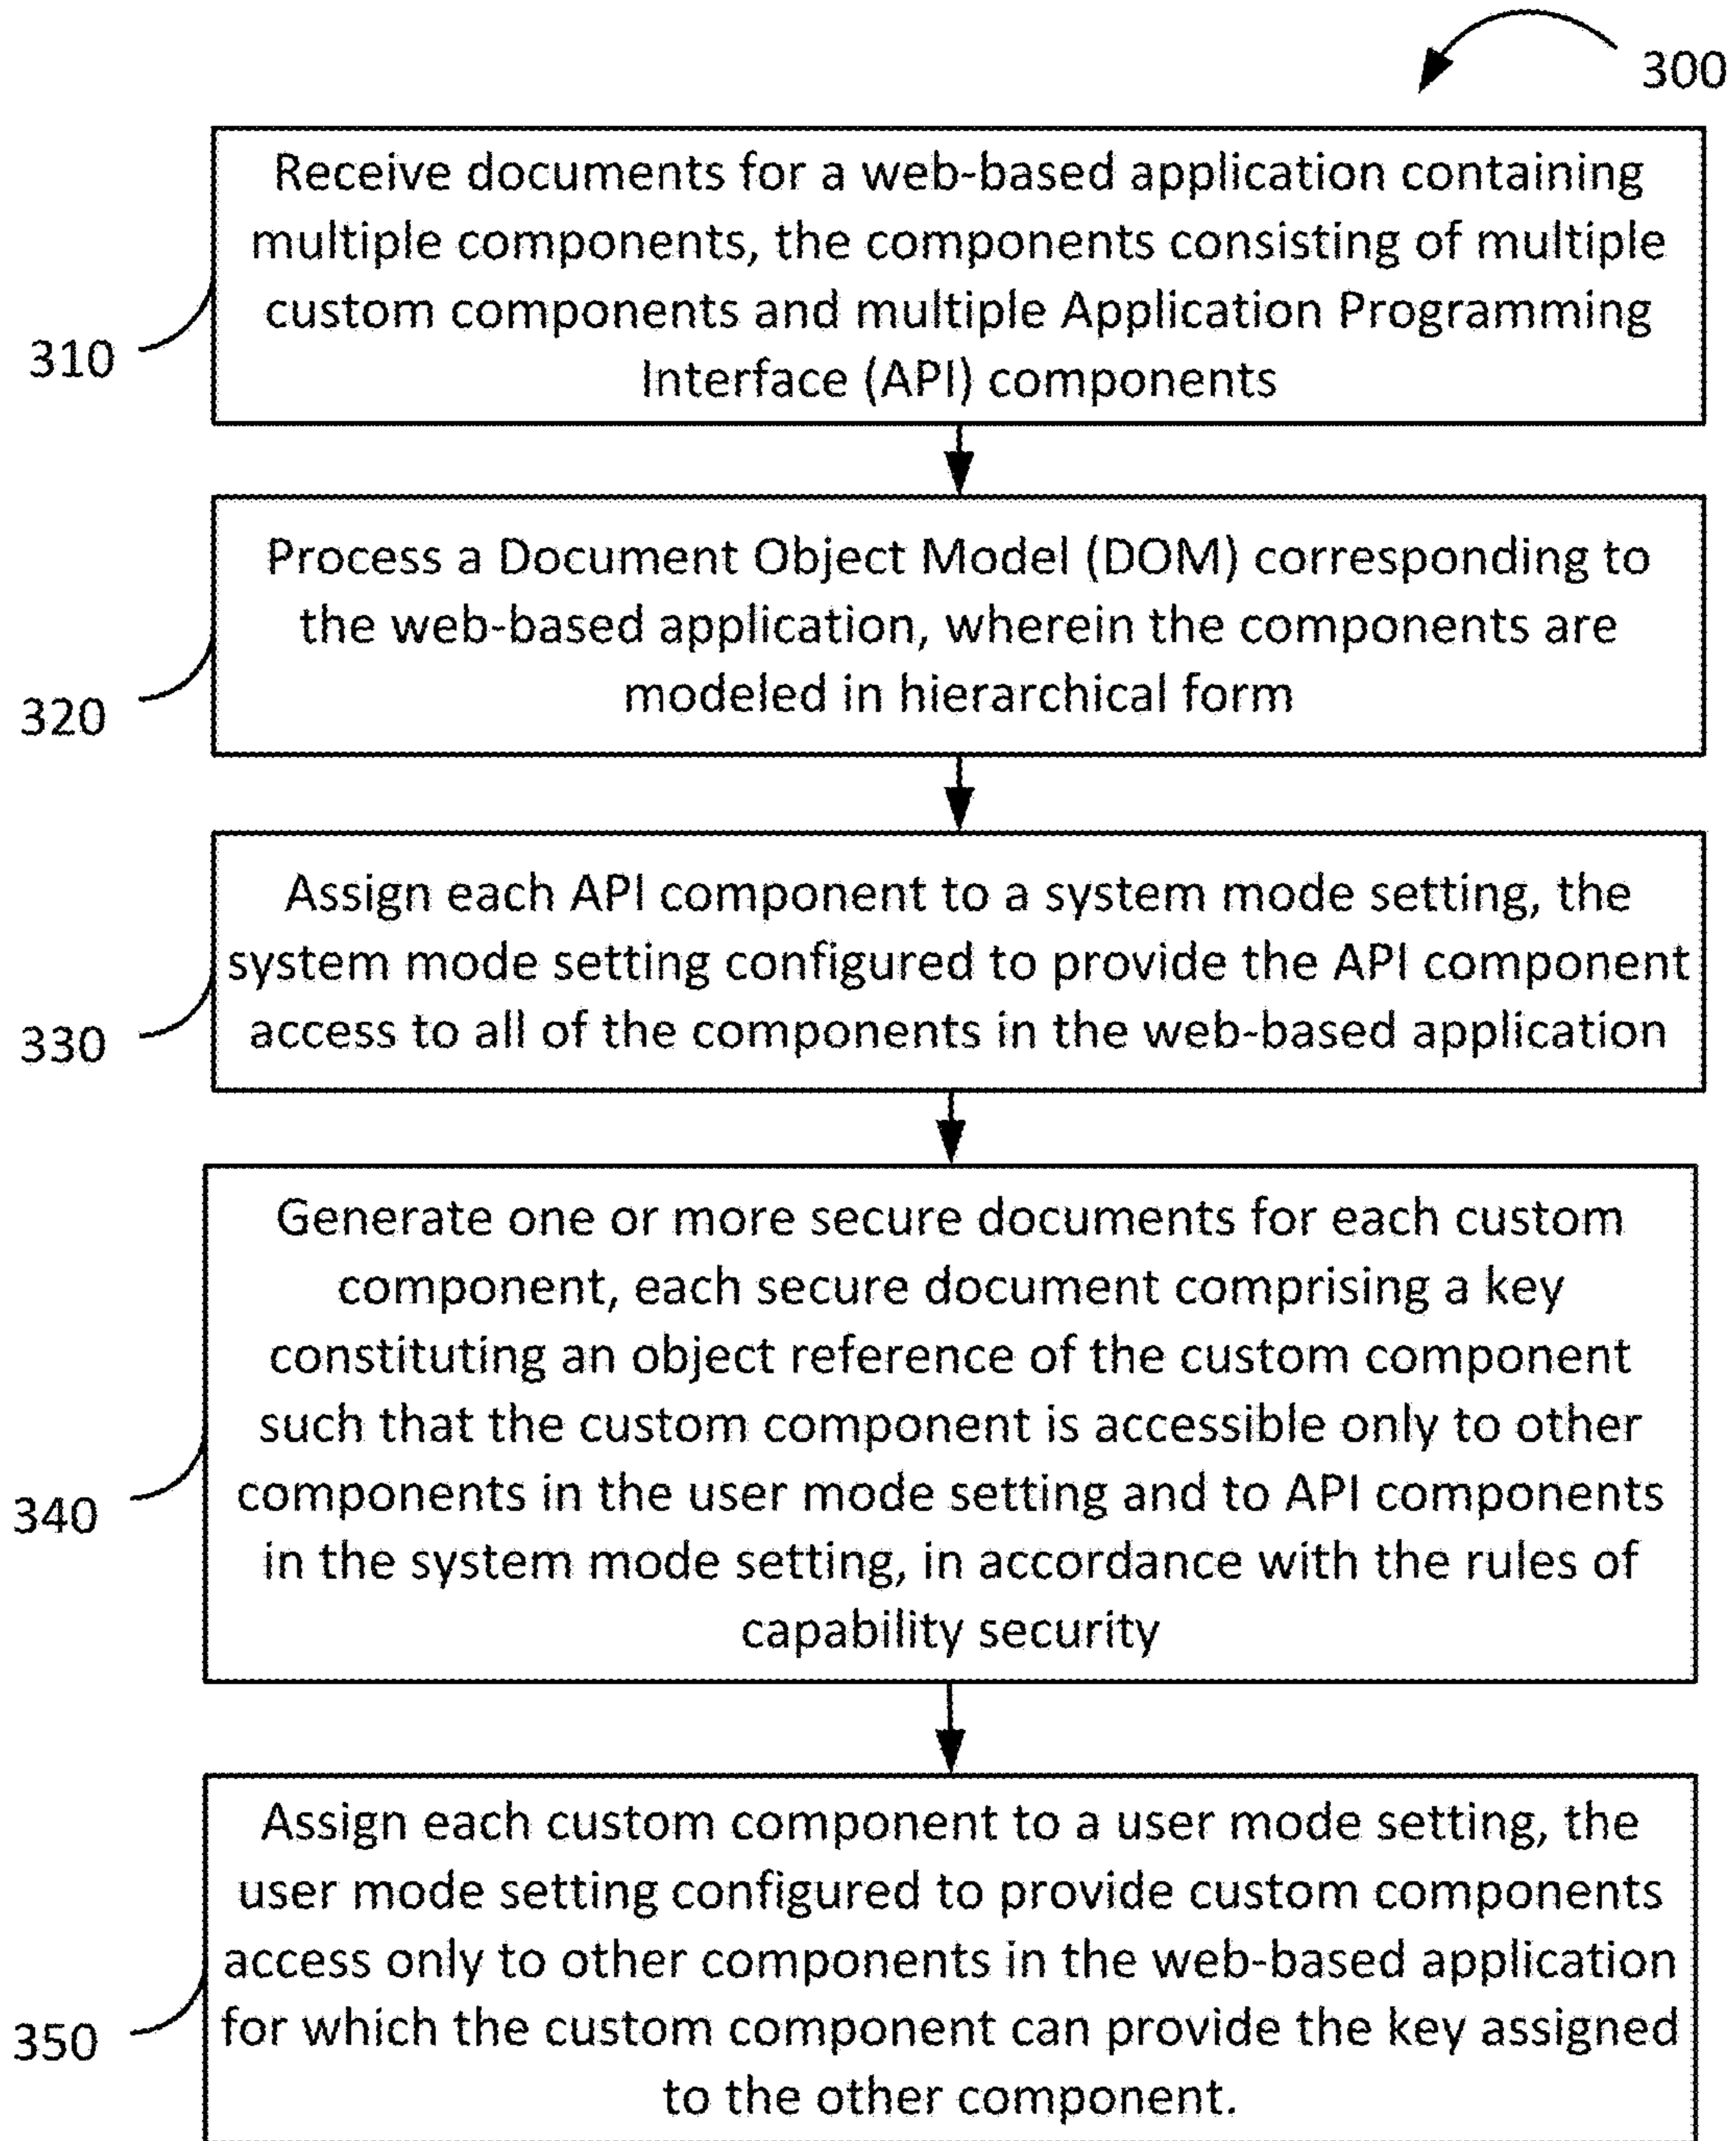 300
Receive documents for a web-based application containing
multiple components, the components consisting of multiple
custom components and multiple Application Programming
Interface (API) components
310
Process a Document Object Model (DOM) corresponding to
the web-based application, wherein the components are
modeled in hierarchical form
320
Assign each API component to a system mode setting, the
system mode setting configured to provide the API component
access to all of the components in the web-based application
330
Generate one or more secure documents for each custom
component, each secure document comprising a key
constituting an object reference of the custom component
such that the custom component is accessible only to other
components in the user mode setting and to API components
in the system mode setting, in accordance with the rules of
capability security
340
Assign each custom component to a user mode setting, the
user mode setting configured to provide custom components
access only to other components in the web-based application
for which the custom component can provide the key assigned
to the other component.
350